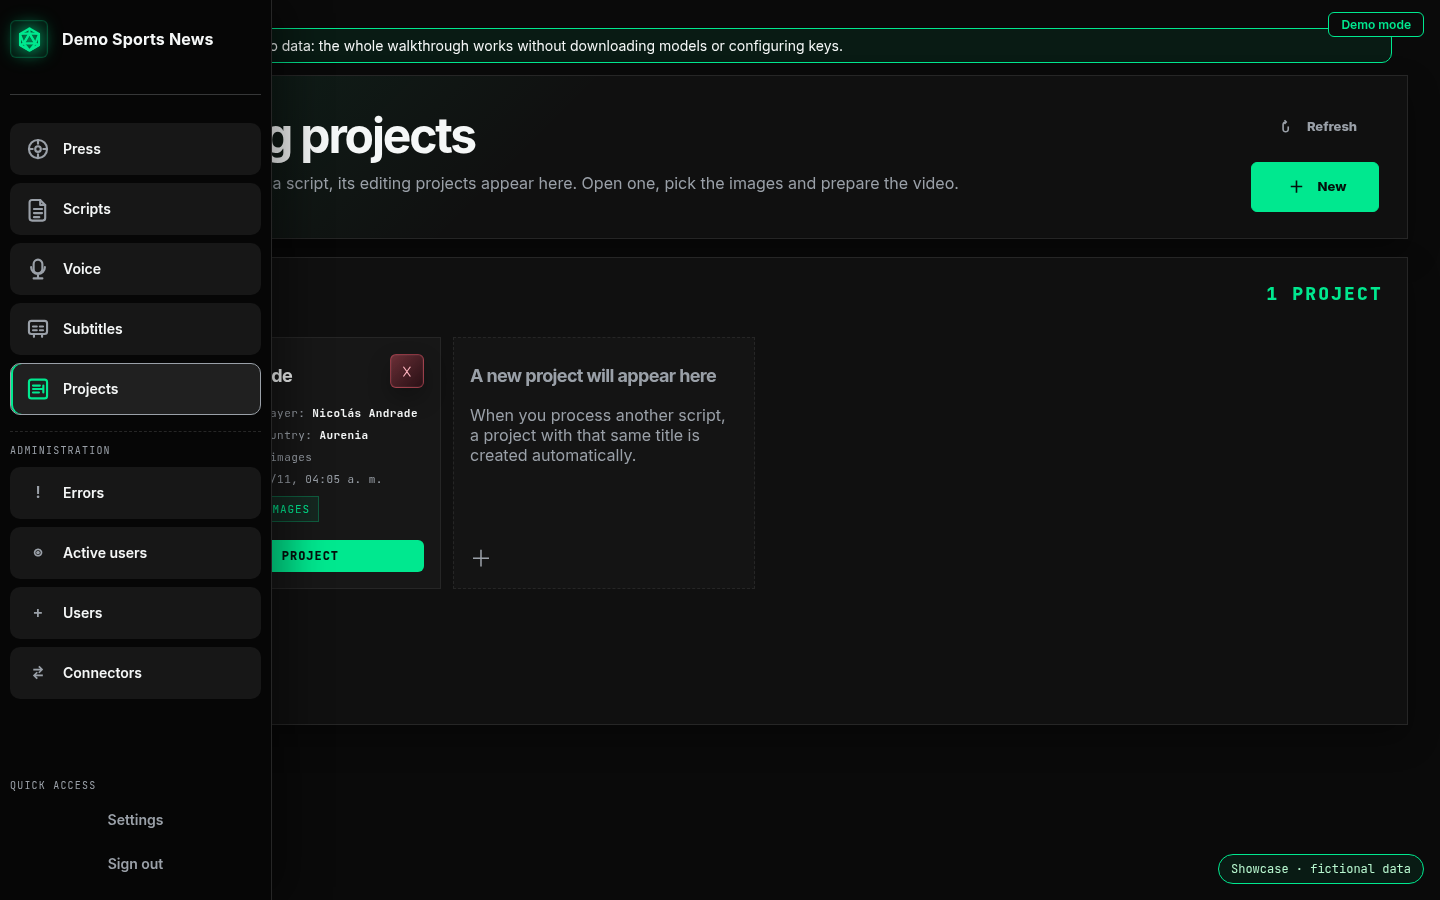 Demo Sports News
Press
Scripts
Voice
Subtitles
Projects
ADMINISTRATION
Errors
Active users
Users
Connectors
QUICK ACCESS
Settings
Sign out
Demo mode
data: the whole walkthrough works without downloading models or configuring keys.
projects
a script, its editing projects appear here. Open one, pick the images and prepare the video.
Refresh
New
1 PROJECT
X
Nicolás Andrade
Aurenia
images
/11, 04:05 a. m.
PROJECT
A new project will appear here
When you process another script,
a project with that same title is
created automatically.
Showcase · fictional data